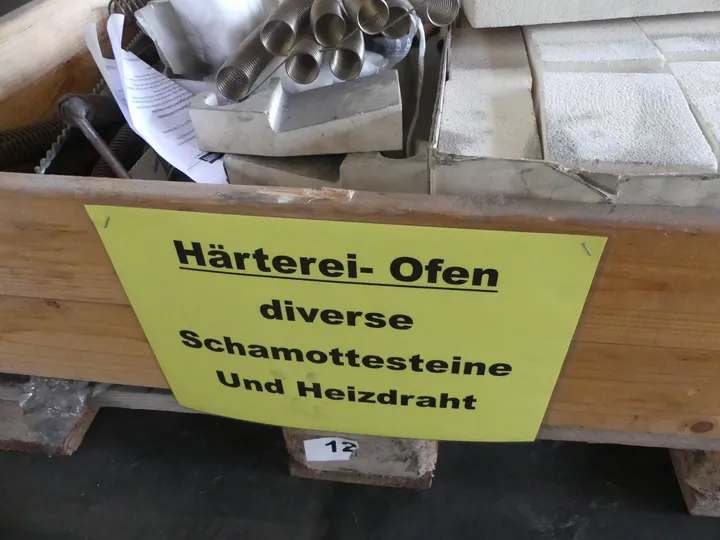 Härterei- Ofen
diverse
Schamottesteine
Und Heizdraht
12